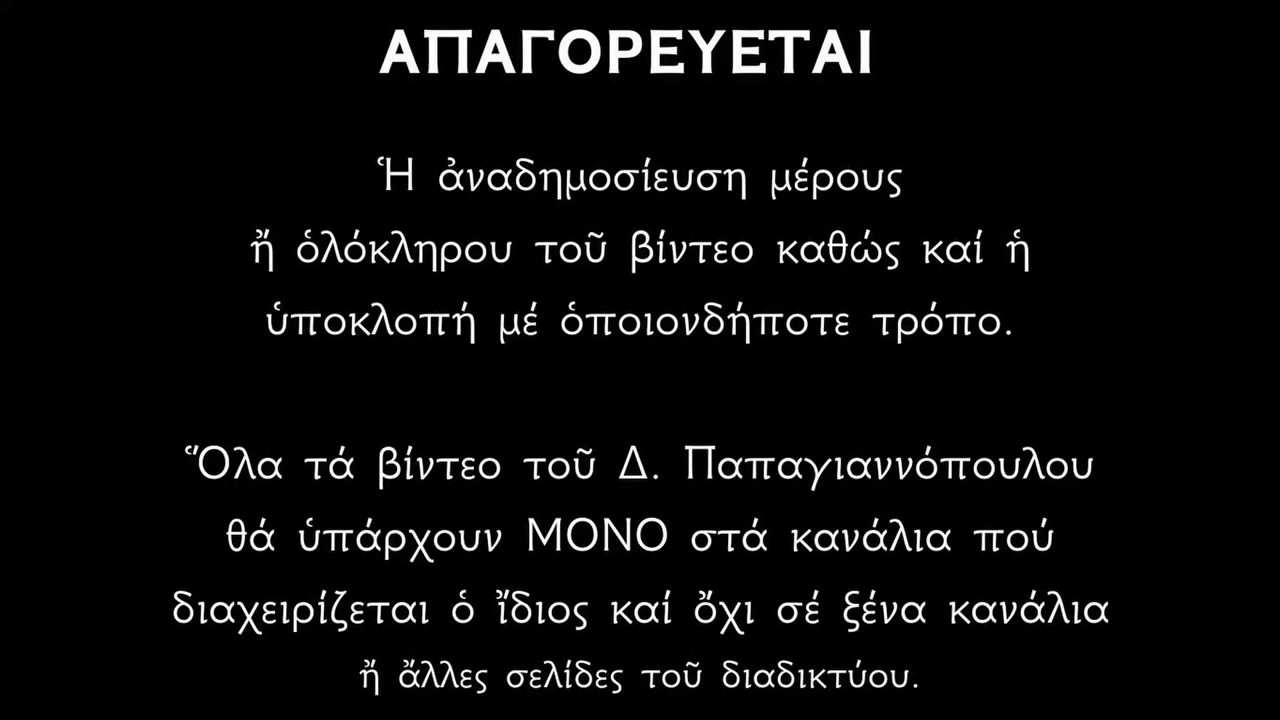 ΑΠΑΓΟΡΕΥΕΤΑΙ
Ἡ ἀναδημοσίευση μέρους
ἤ ὁλόκληρου τοῦ βίντεο καθώς καί ἡ
ὑποκλοπή μέ ὁποιονδήποτε τρόπο.
Ὅλα τά βίντεο τοῦ Δ. Παπαγιαννόπουλου
θά ὑπάρχουν ΜΟΝΟ στά κανάλια πού
διαχειρίζεται ὁ ἴδιος καί ὄχι σέ ξένα κανάλια
ἤ ἄλλες σελίδες τοῦ διαδικτύου.